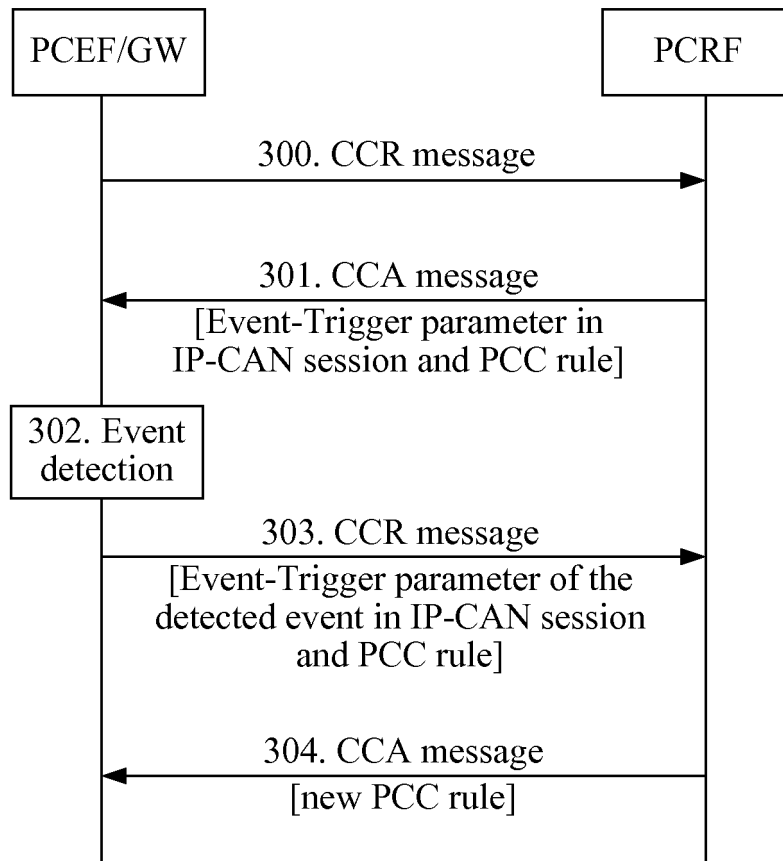 PCEF/GW
PCRF
300. CCR message
301. CCA message
[Event-Trigger parameter in
IP-CAN session and PCC rule]
302. Event
detection
303. CCR message
[Event-Trigger parameter of the
detected event in IP-CAN session
and PCC rule]
304. CCA message
[new PCC rule]